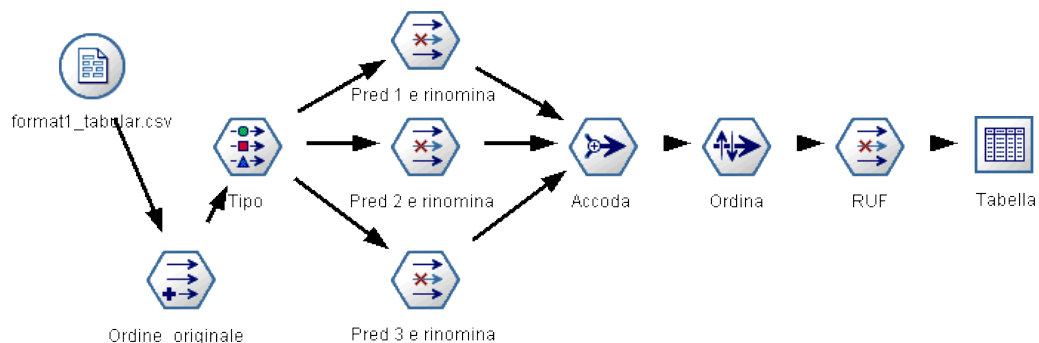 format1_tabular.csv
Ordine_originale
Tipo
Pred 1 e rinomina
Pred 2 e rinomina
Pred 3 e rinomina
Accoda
Ordina
RUF
Tabella